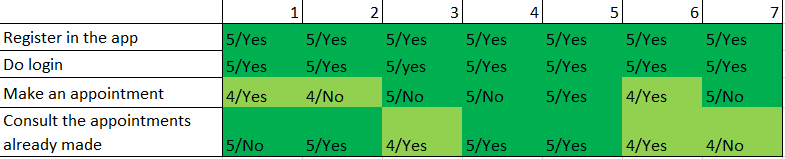 1 2 3 4 5 6 7
Register in the app 5/Yes 5/Yes 5/Yes 5/Yes 5/Yes 5/Yes 5/Yes
Do login 5/Yes 5/Yes 5/yes 5/Yes 5/Yes 5/Yes 5/Yes
Make an appointment 4/Yes 4/No 5/No 5/No 5/Yes 4/Yes 5/No
Consult the appointments
already made 5/No 5/Yes 4/Yes 5/Yes 5/Yes 4/Yes 4/No